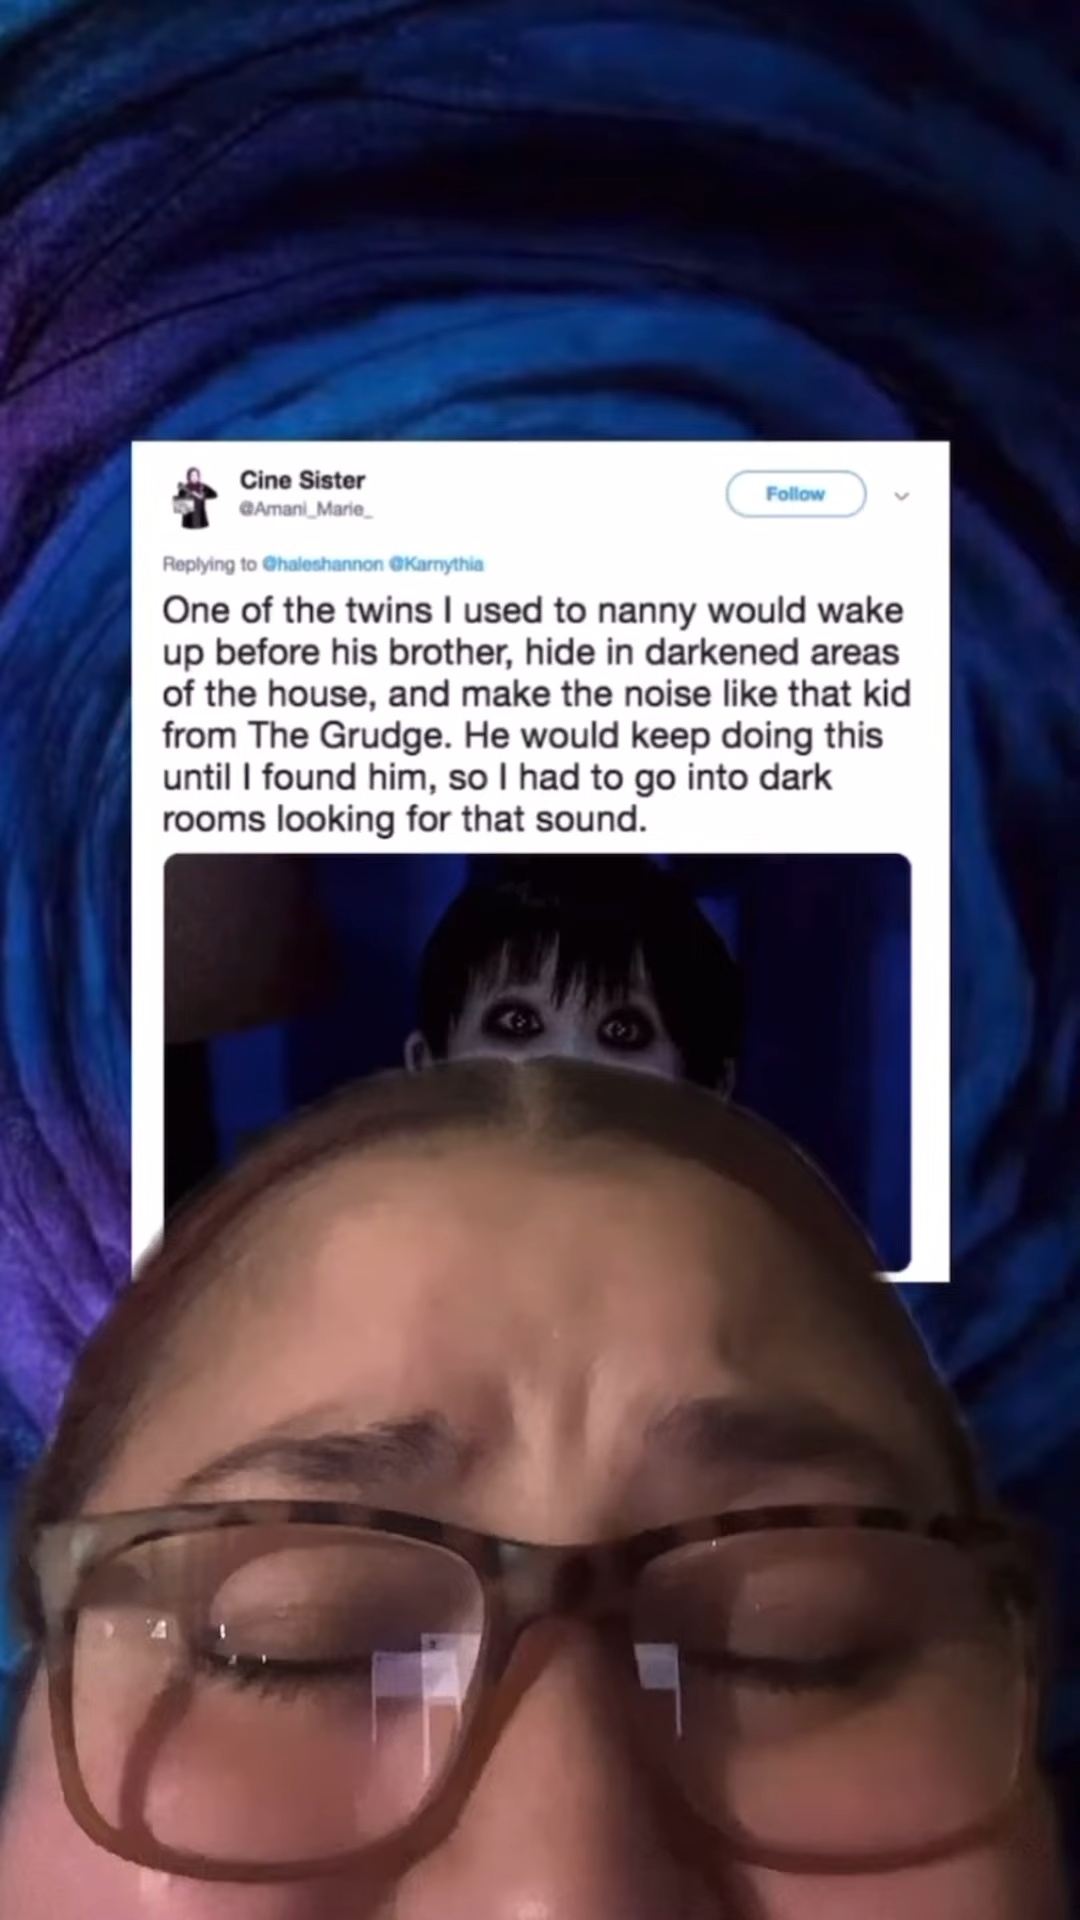 Cine Sister
@Amani_Marie_
Follow
Replying to @haleshannon @Karnythia
One of the twins I used to nanny would wake
up before his brother, hide in darkened areas
of the house, and make the noise like that kid
from The Grudge. He would keep doing this
until I found him, so I had to go into dark
rooms looking for that sound.